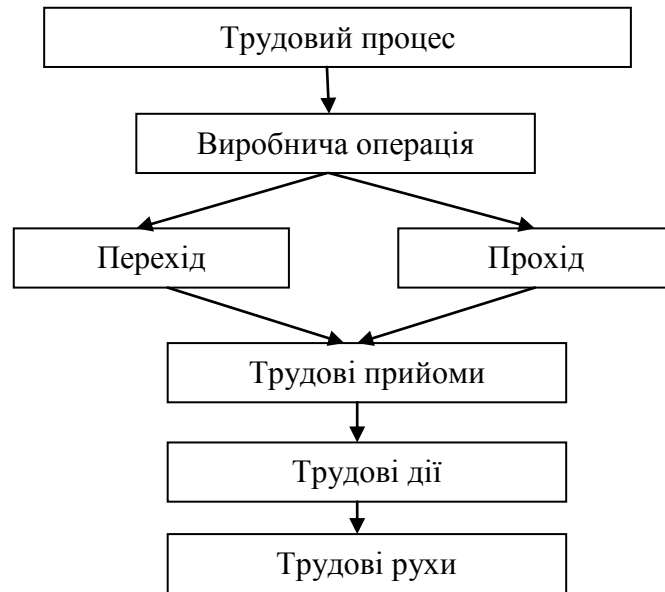 Трудовий процес
Виробнича операція
Перехід
Прохід
Трудові прийоми
Трудові дії
Трудові рухи